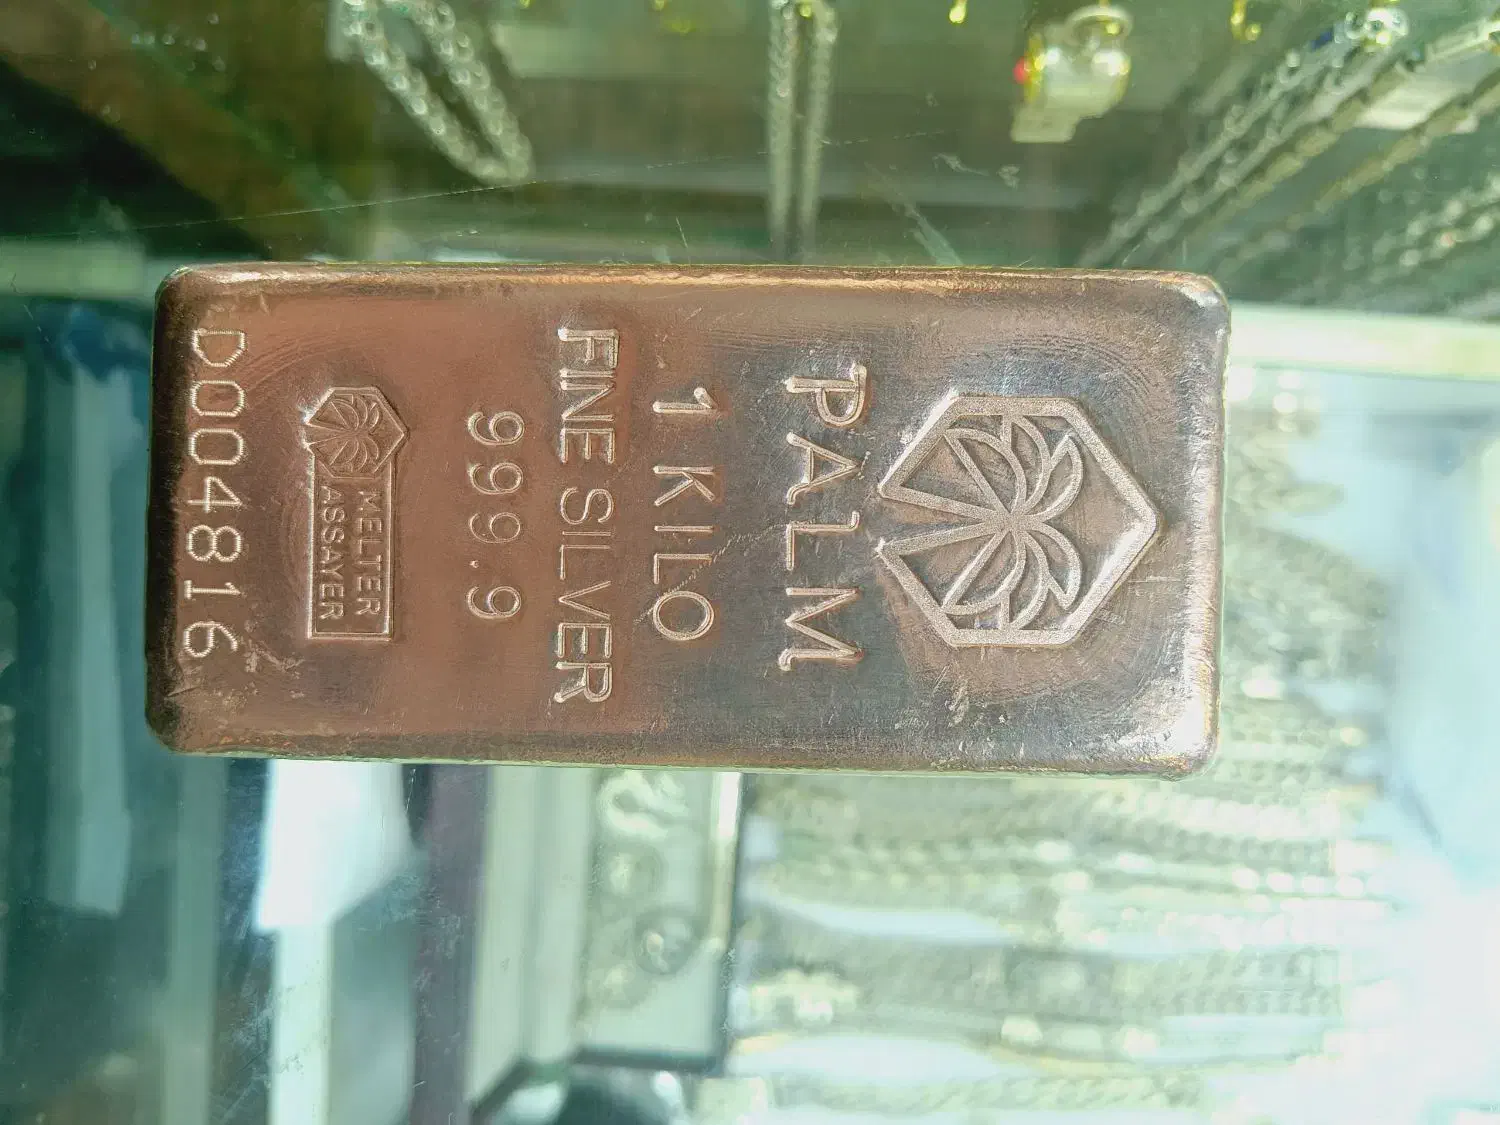 PALM
1 KILO
FINE SILVER
999.9
MELTER
ASSAYER
D004816